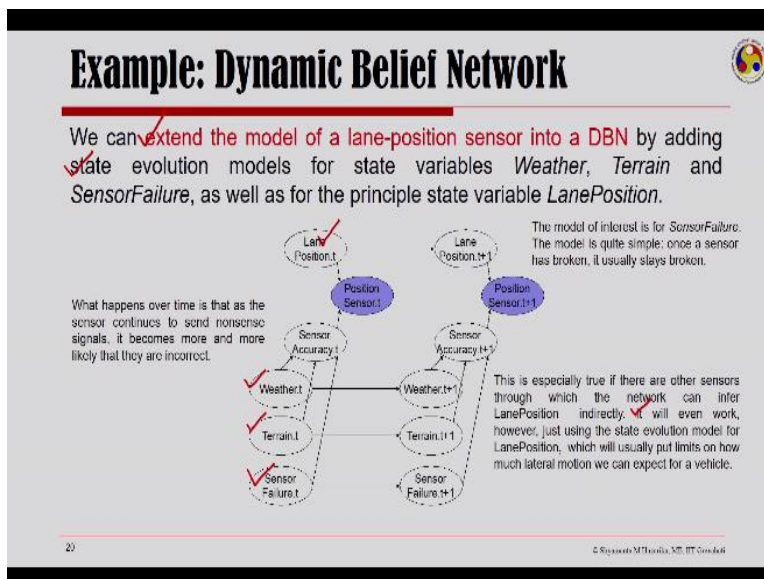 Example: Dynamic Belief Network
We can extend the model of a lane-position sensor into a DBN by adding
state evolution models for state variables Weather, Terrain and
SensorFailure, as well as for the principle state variable LanePosition.
The model of interest is for SensorFailure.
The model is quite simple: once a sensor
has broken, it usually stays broken.
Lane
Position.t
Lane
Position.t+1
Position
Sensor.t
Position
Sensor.t+1
What happens over time is that as the
sensor continues to send nonsense
signals, it becomes more and more
likely that they are incorrect.
Sensor
Accuracy.t
Sensor
Accuracy.t+1
Weather.t
Weather.t+1
Terrain.t
Terrain.t+1
Sensor
Failure.t
Sensor
Failure.t+1
This is especially true if there are other sensors
through which the network can infer
LanePosition indirectly. It will even work,
however, just using the state evolution model for
LanePosition, which will usually put limits on how
much lateral motion we can expect for a vehicle.
20
© Shyamanta M Hazarika, ME, IIT Guwahati